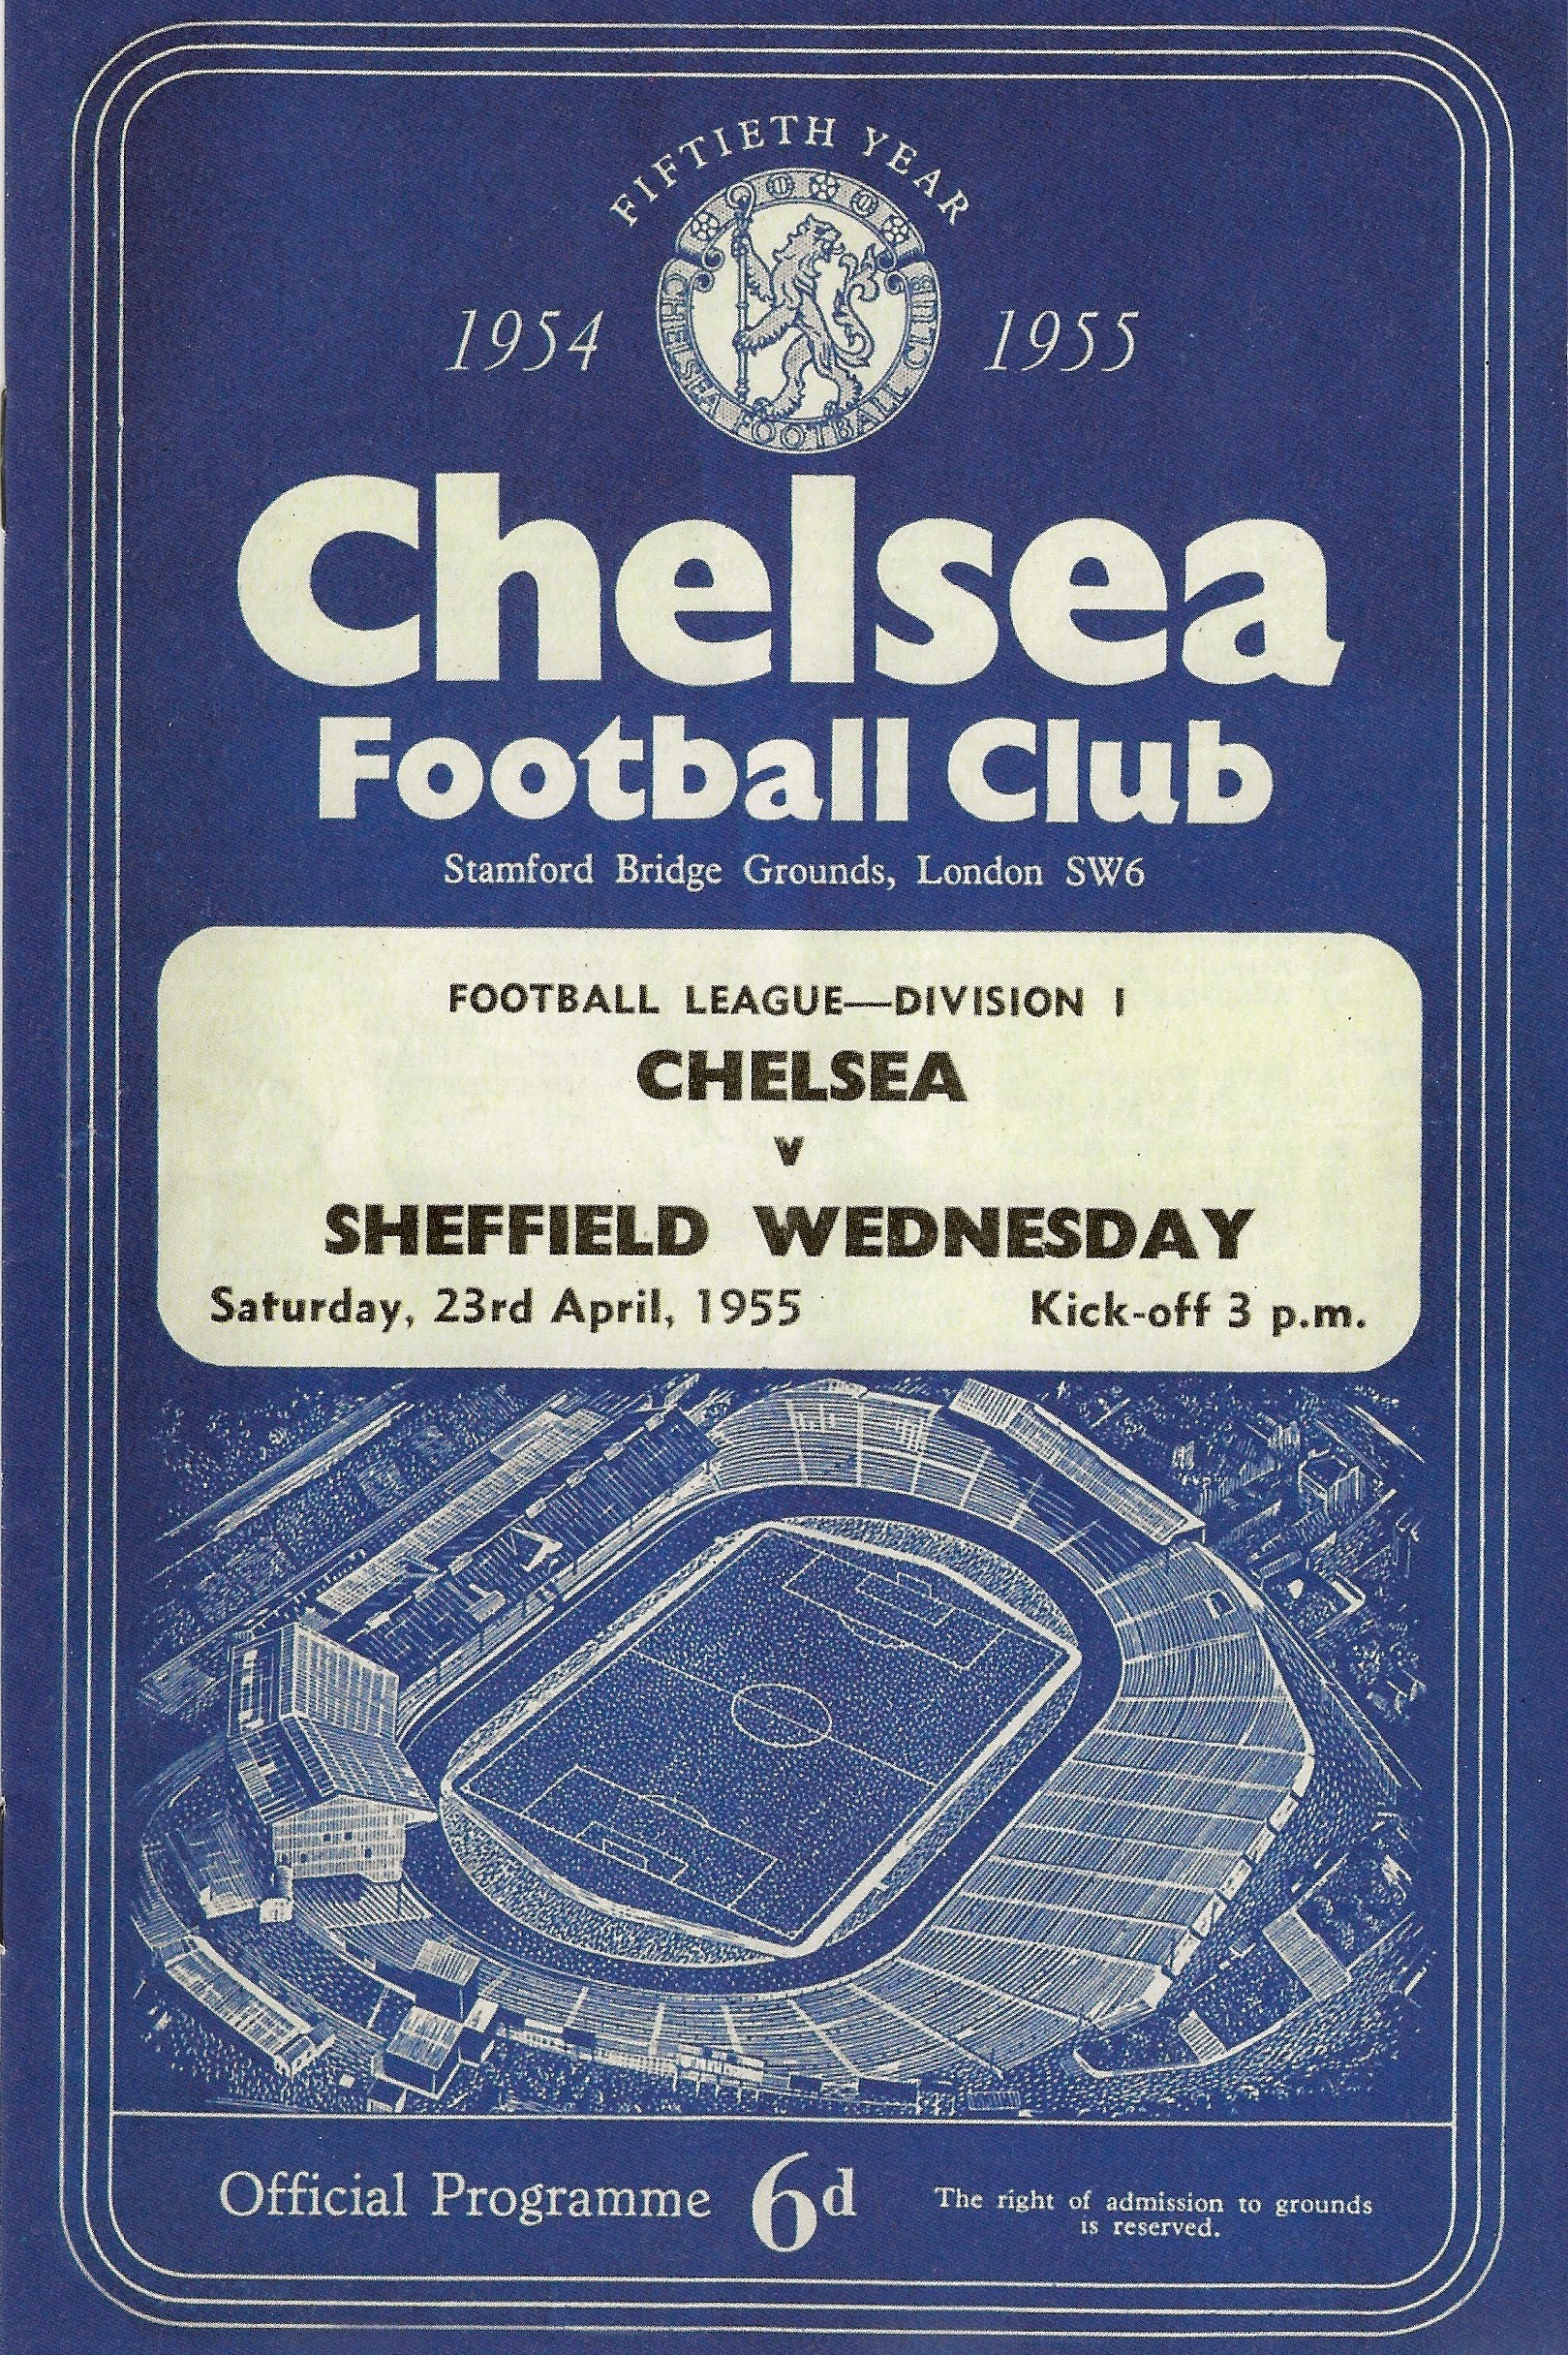 FIFTIETH YEAR
1954 1955
CHELSEA FOOTBALL CLUB
Chelsea
Football Club
Stamford Bridge Grounds, London SW6
FOOTBALL LEAGUE—DIVISION I
CHELSEA
v
SHEFFIELD WEDNESDAY
Saturday, 23rd April, 1955 Kick-off 3 p.m.
Official Programme 6d The right of admission to grounds
is reserved.